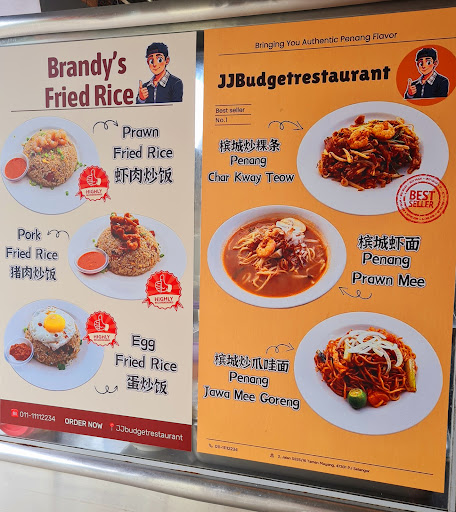 Brandy's
Fried Rice
Prawn
Fried Rice
虾肉炒饭
HIGHLY
Pork
Fried Rice
猪肉炒饭
HIGHLY
HIGHLY
Egg
Fried Rice
蛋炒饭
011-11112234
ORDER NOW
JJbudgetrestaurant
Bringing You Authentic Penang Flavor
JJBudgetrestaurant
Best seller
No.1
槟城炒粿条
Penang
Char Kway Teow
BEST
SELLER
槟城虾面
Penang
Prawn Mee
槟城炒爪哇面
Penang
Jawa Mee Goreng